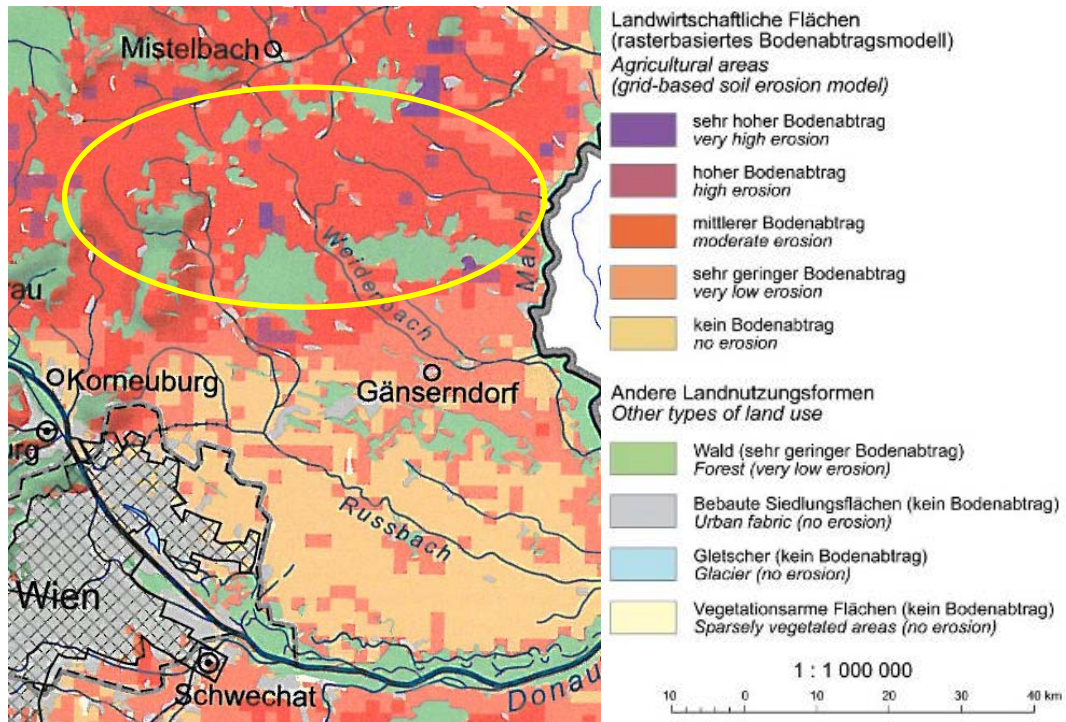 Mistelbach
Weidenbach
March
au
Korneuburg
Gänserndorf
urg
Russbach
Wien
Schwechat
Donau
Landwirtschaftliche Flächen
(rasterbasiertes Bodenabtragsmodell)
Agricultural areas
(grid-based soil erosion model)
sehr hoher Bodenabtrag
very high erosion
hoher Bodenabtrag
high erosion
mittlerer Bodenabtrag
moderate erosion
sehr geringer Bodenabtrag
very low erosion
kein Bodenabtrag
no erosion
Andere Landnutzungsformen
Other types of land use
Wald (sehr geringer Bodenabtrag)
Forest (very low erosion)
Bebaute Siedlungsflächen (kein Bodenabtrag)
Urban fabric (no erosion)
Gletscher (kein Bodenabtrag)
Glacier (no erosion)
Vegetationsarme Flächen (kein Bodenabtrag)
Sparsely vegetated areas (no erosion)
1 : 1 000 000
10 0 10 20 30 40 km